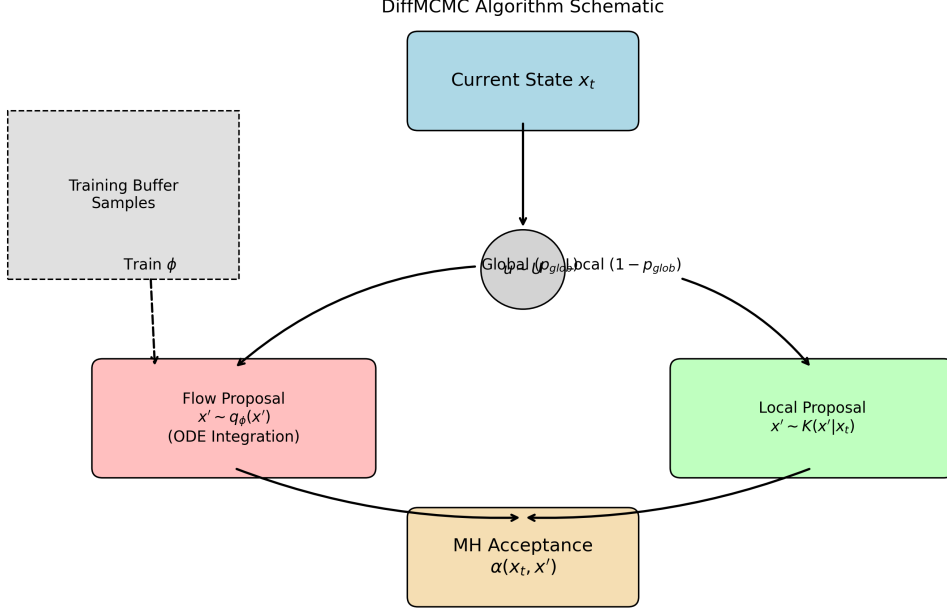 DiffMCMC Algorithm Schematic
Current State $x_t$
Training Buffer
Samples
Train $\phi$
Global ($p_{glob}$)
$u \sim U$
Local ($1 - p_{glob}$)
Flow Proposal
$x' \sim q_\phi(x')$
(ODE Integration)
Local Proposal
$x' \sim K(x'|x_t)$
MH Acceptance
$\alpha(x_t, x')$